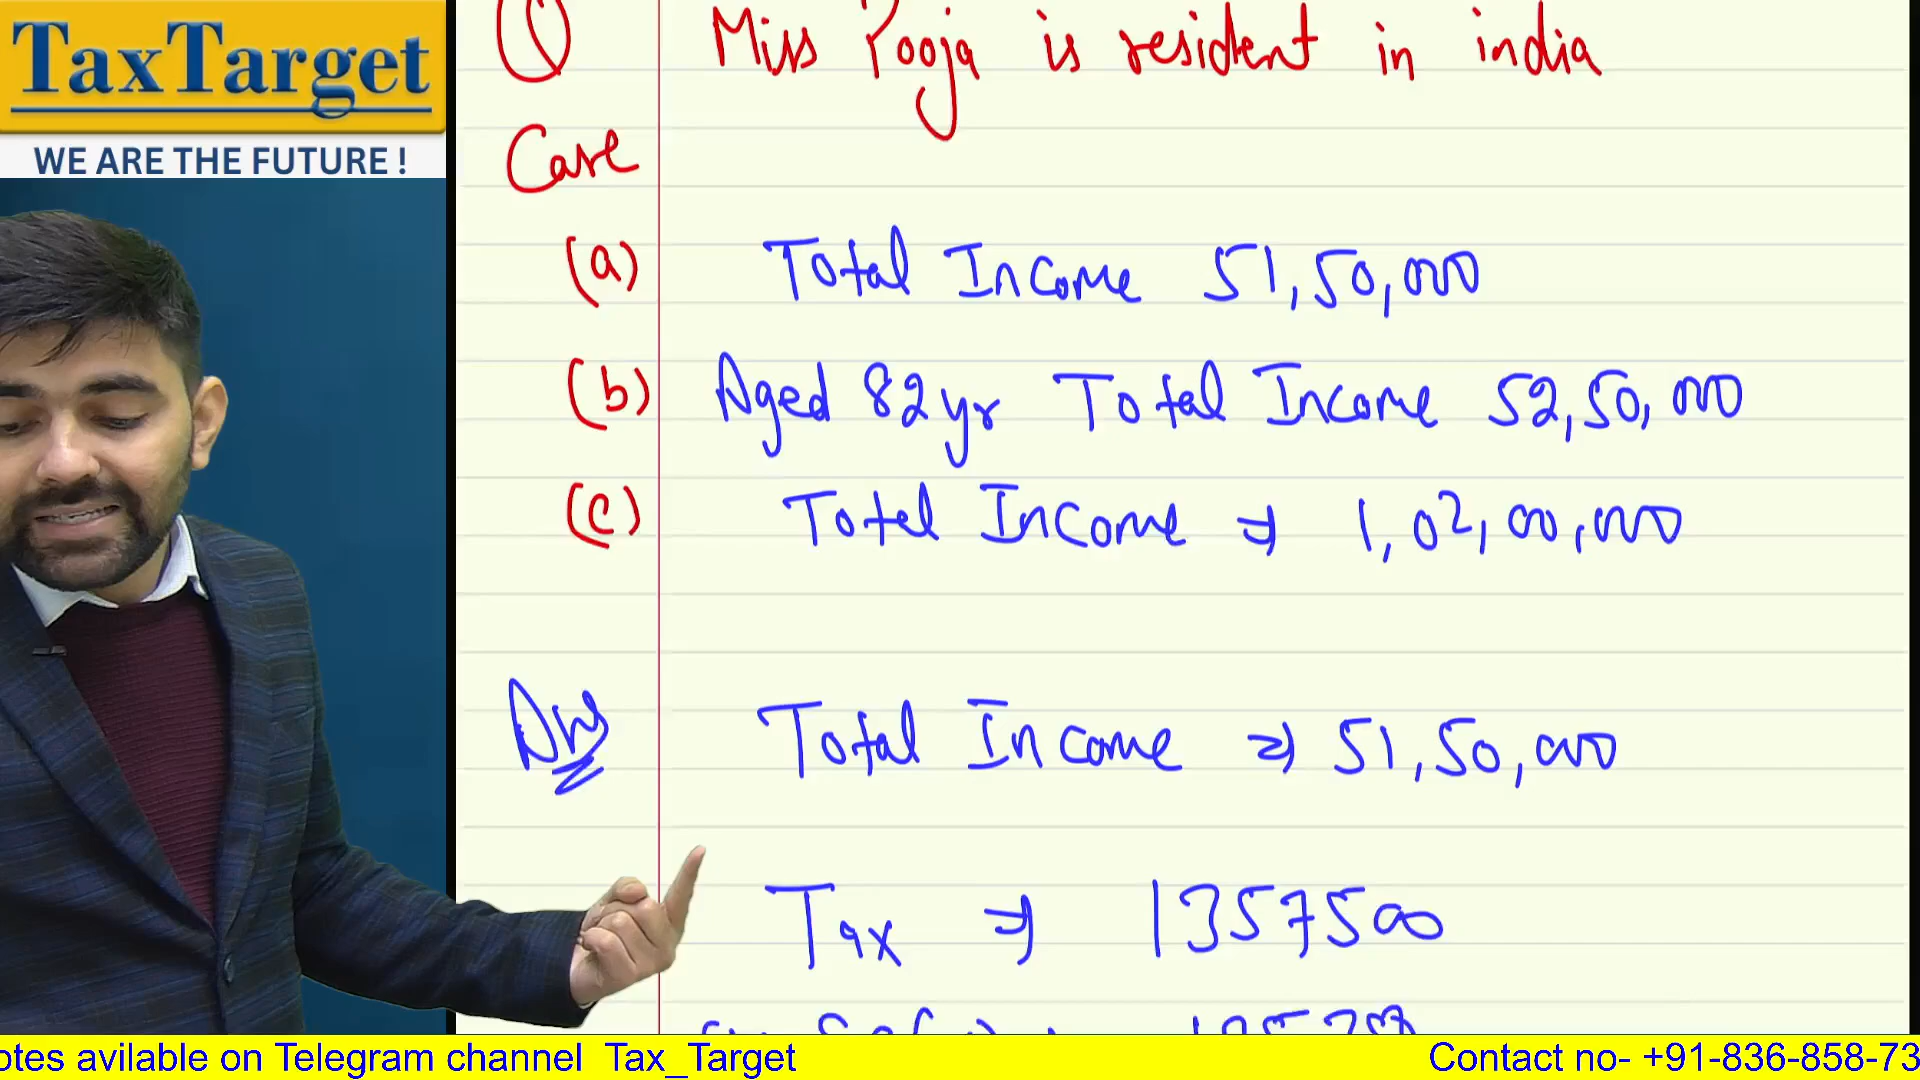 TaxTarget
WE ARE THE FUTURE !
① Miss Pooja is resident in india
Case
(a) Total Income 51,50,000
(b) Aged 82 yr Total Income 52,50,000
(c) Total Income ⇒ 1,02,00,000
Ans Total Income ⇒ 51,50,000
Tax ⇒ 1357500
otes avilable on Telegram channel Tax_Target
Contact no- +91-836-858-73